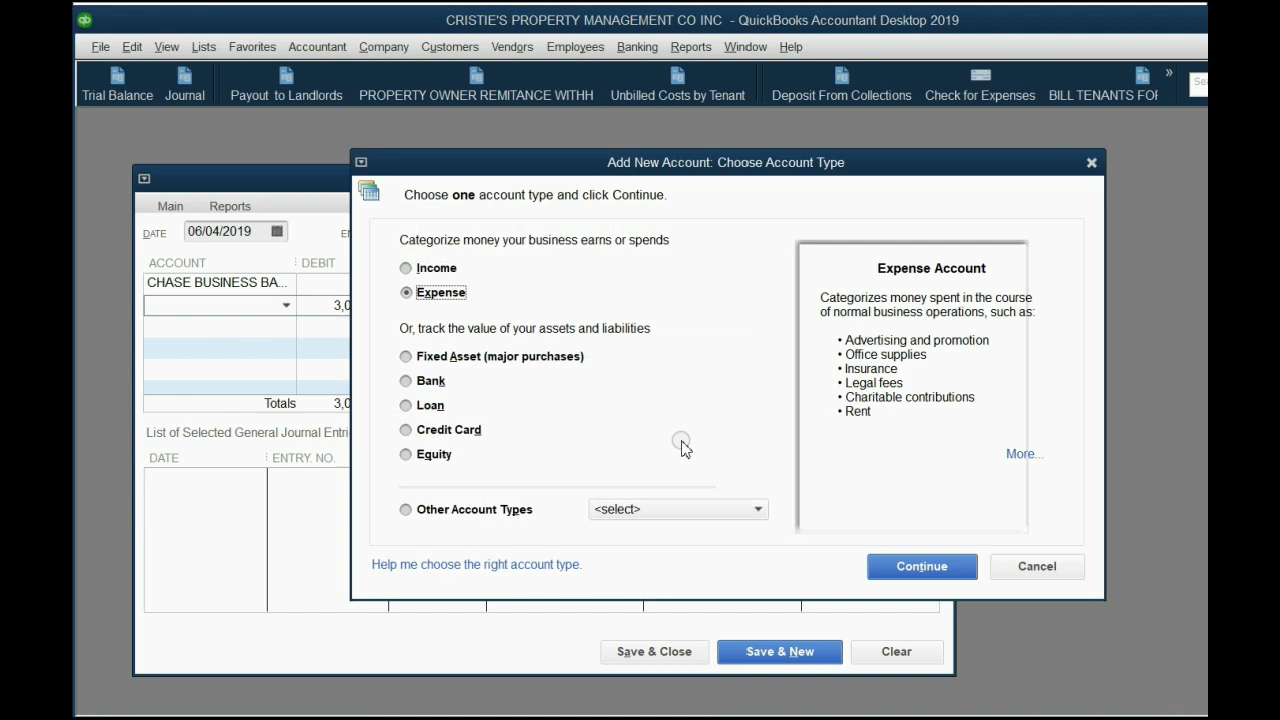 qb
CRISTIE'S PROPERTY MANAGEMENT CO INC - QuickBooks Accountant Desktop 2019
File Edit View Lists Favorites Accountant Company Customers Vendors Employees Banking Reports Window Help
Trial Balance Journal Payout to Landlords PROPERTY OWNER REMITANCE WITHH Unbilled Costs by Tenant Deposit From Collections Check for Expenses BILL TENANTS FOR »
Add New Account: Choose Account Type
Choose one account type and click Continue.
Main Reports
DATE 06/04/2019
ACCOUNT DEBIT
CHASE BUSINESS BA...
3,0
Totals 3,0
List of Selected General Journal Entri
DATE ENTRY NO.
Categorize money your business earns or spends
Income
Expense
Or, track the value of your assets and liabilities
Fixed Asset (major purchases)
Bank
Loan
Credit Card
Equity
Other Account Types <select>
Expense Account
Categorizes money spent in the course
of normal business operations, such as:
• Advertising and promotion
• Office supplies
• Insurance
• Legal fees
• Charitable contributions
• Rent
More...
Help me choose the right account type.
Continue Cancel
Save & Close Save & New Clear